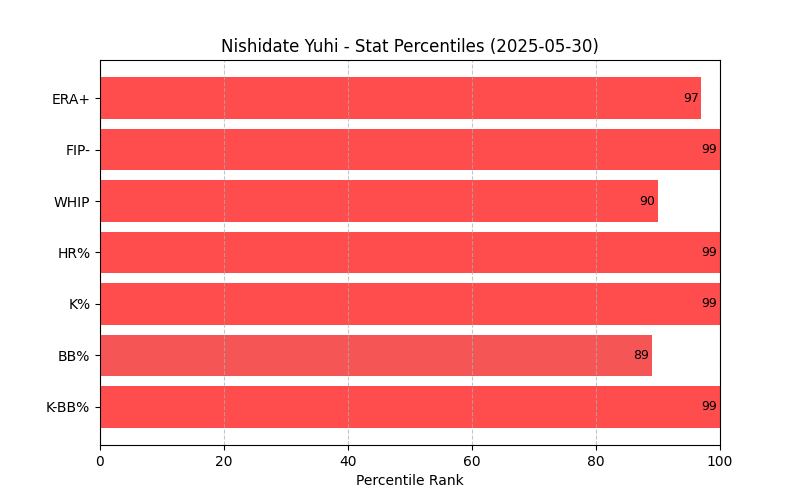 Nishidate Yuhi - Stat Percentiles (2025-05-30)
ERA+ 97
FIP- 99
WHIP 90
HR% 99
K% 99
BB% 89
K-BB% 99
0 20 40 60 80 100
Percentile Rank